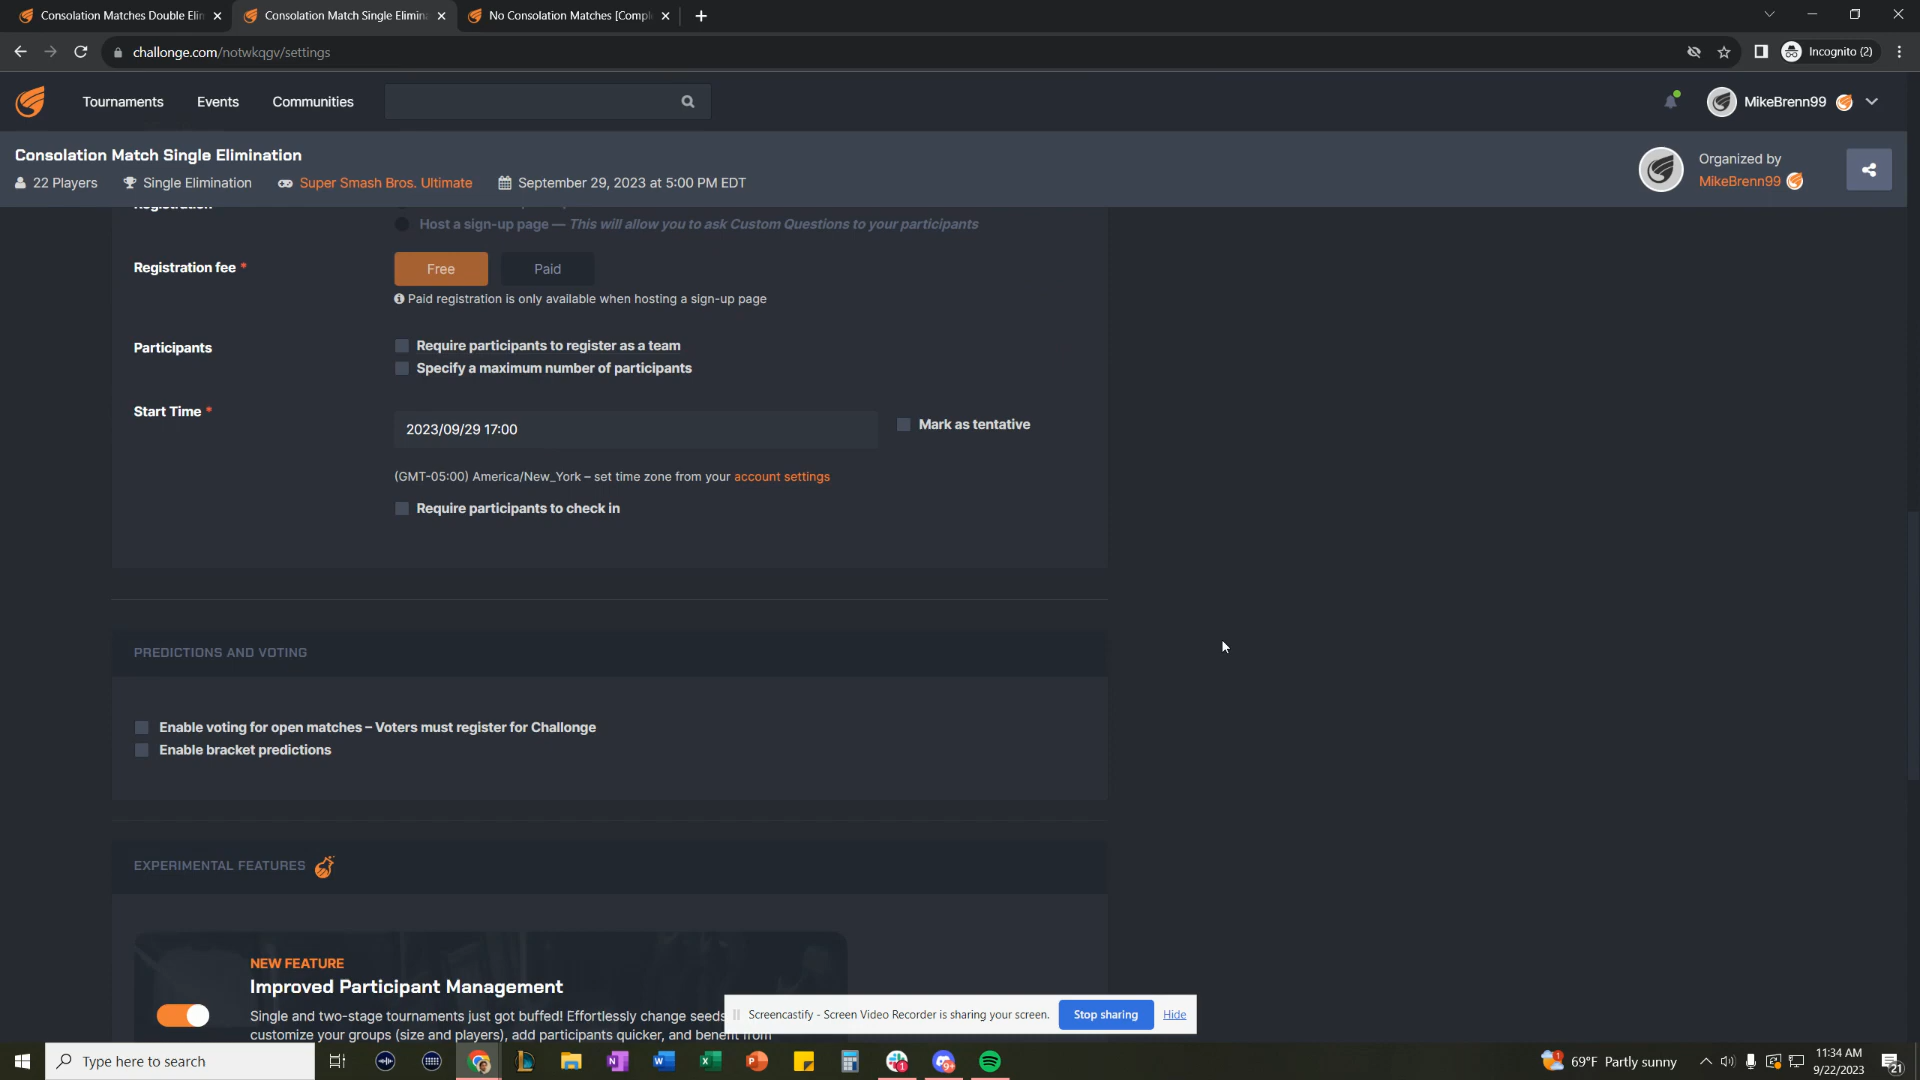 Consolation Matches Double Elin
Consolation Match Single Elimin
No Consolation Matches [Compl
challonge.com/notwkqgv/settings
Incognito (2)
Tournaments
Events
Communities
MikeBrenn99
Consolation Match Single Elimination
22 Players
Single Elimination
Super Smash Bros. Ultimate
September 29, 2023 at 5:00 PM EDT
Organized by
MikeBrenn99
Registration
Host a sign-up page — This will allow you to ask Custom Questions to your participants
Registration fee *
Free
Paid
Paid registration is only available when hosting a sign-up page
Participants
Require participants to register as a team
Specify a maximum number of participants
Start Time *
2023/09/29 17:00
Mark as tentative
(GMT-05:00) America/New_York – set time zone from your account settings
Require participants to check in
PREDICTIONS AND VOTING
Enable voting for open matches – Voters must register for Challonge
Enable bracket predictions
EXPERIMENTAL FEATURES
NEW FEATURE
Improved Participant Management
Single and two-stage tournaments just got buffed! Effortlessly change seeds
customize your groups (size and players), add participants quicker, and benefit from
Screencastify - Screen Video Recorder is sharing your screen.
Stop sharing
Hide
Type here to search
69°F Partly sunny
11:34 AM
9/22/2023
21